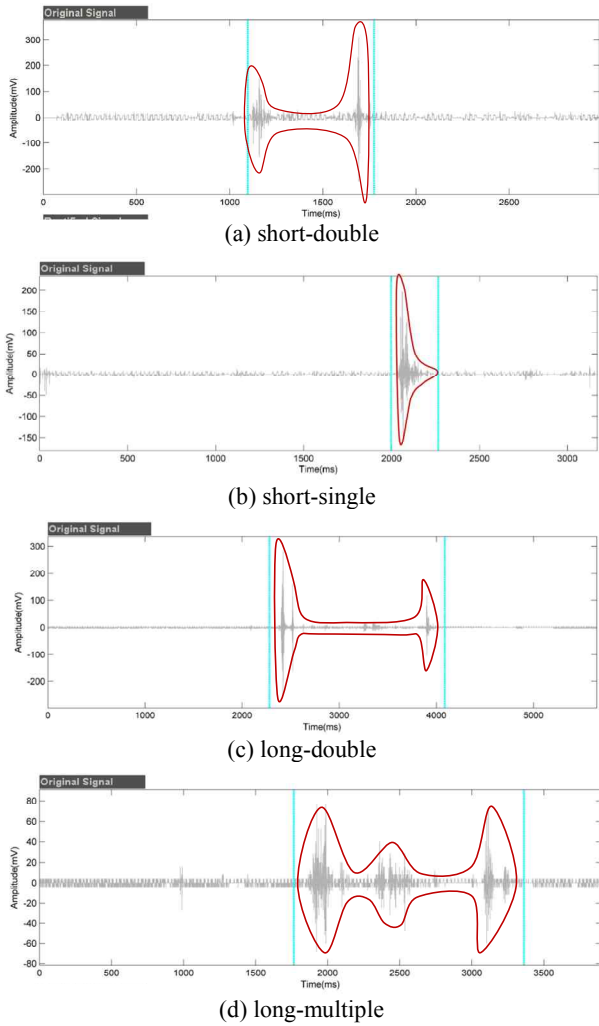 Original Signal
300
200
100
0
-100
-200
Amplitude(mV)
0 500 1000 1500 2000 2500
Time(ms)
(a) short-double
Original Signal
200
150
100
50
0
-50
-100
-150
Amplitude(mV)
0 500 1000 1500 2000 2500 3000
Time(ms)
(b) short-single
Original Signal
300
200
100
0
-100
-200
Amplitude(mV)
0 1000 2000 3000 4000 5000
Time(ms)
(c) long-double
Original Signal
80
60
40
20
0
-20
-40
-60
-80
Amplitude(mV)
0 500 1000 1500 2000 2500 3000 3500
Time(ms)
(d) long-multiple